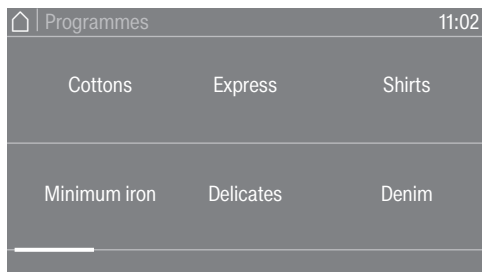 Programmes 11:02
Cottons Express Shirts
Minimum iron Delicates Denim